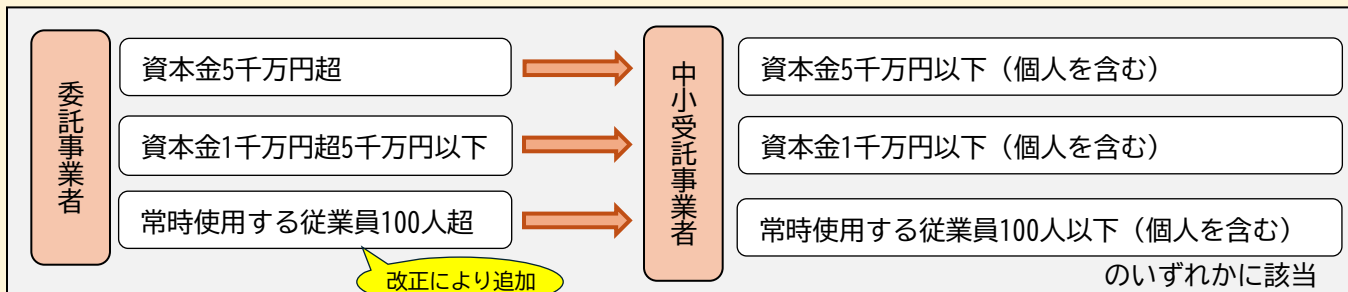 委託事業者
資本金5千万円超
資本金1千万円超5千万円以下
常時使用する従業員100人超
改正により追加
中小受託事業者
資本金5千万円以下（個人を含む）
資本金1千万円以下（個人を含む）
常時使用する従業員100人以下（個人を含む）
のいずれかに該当